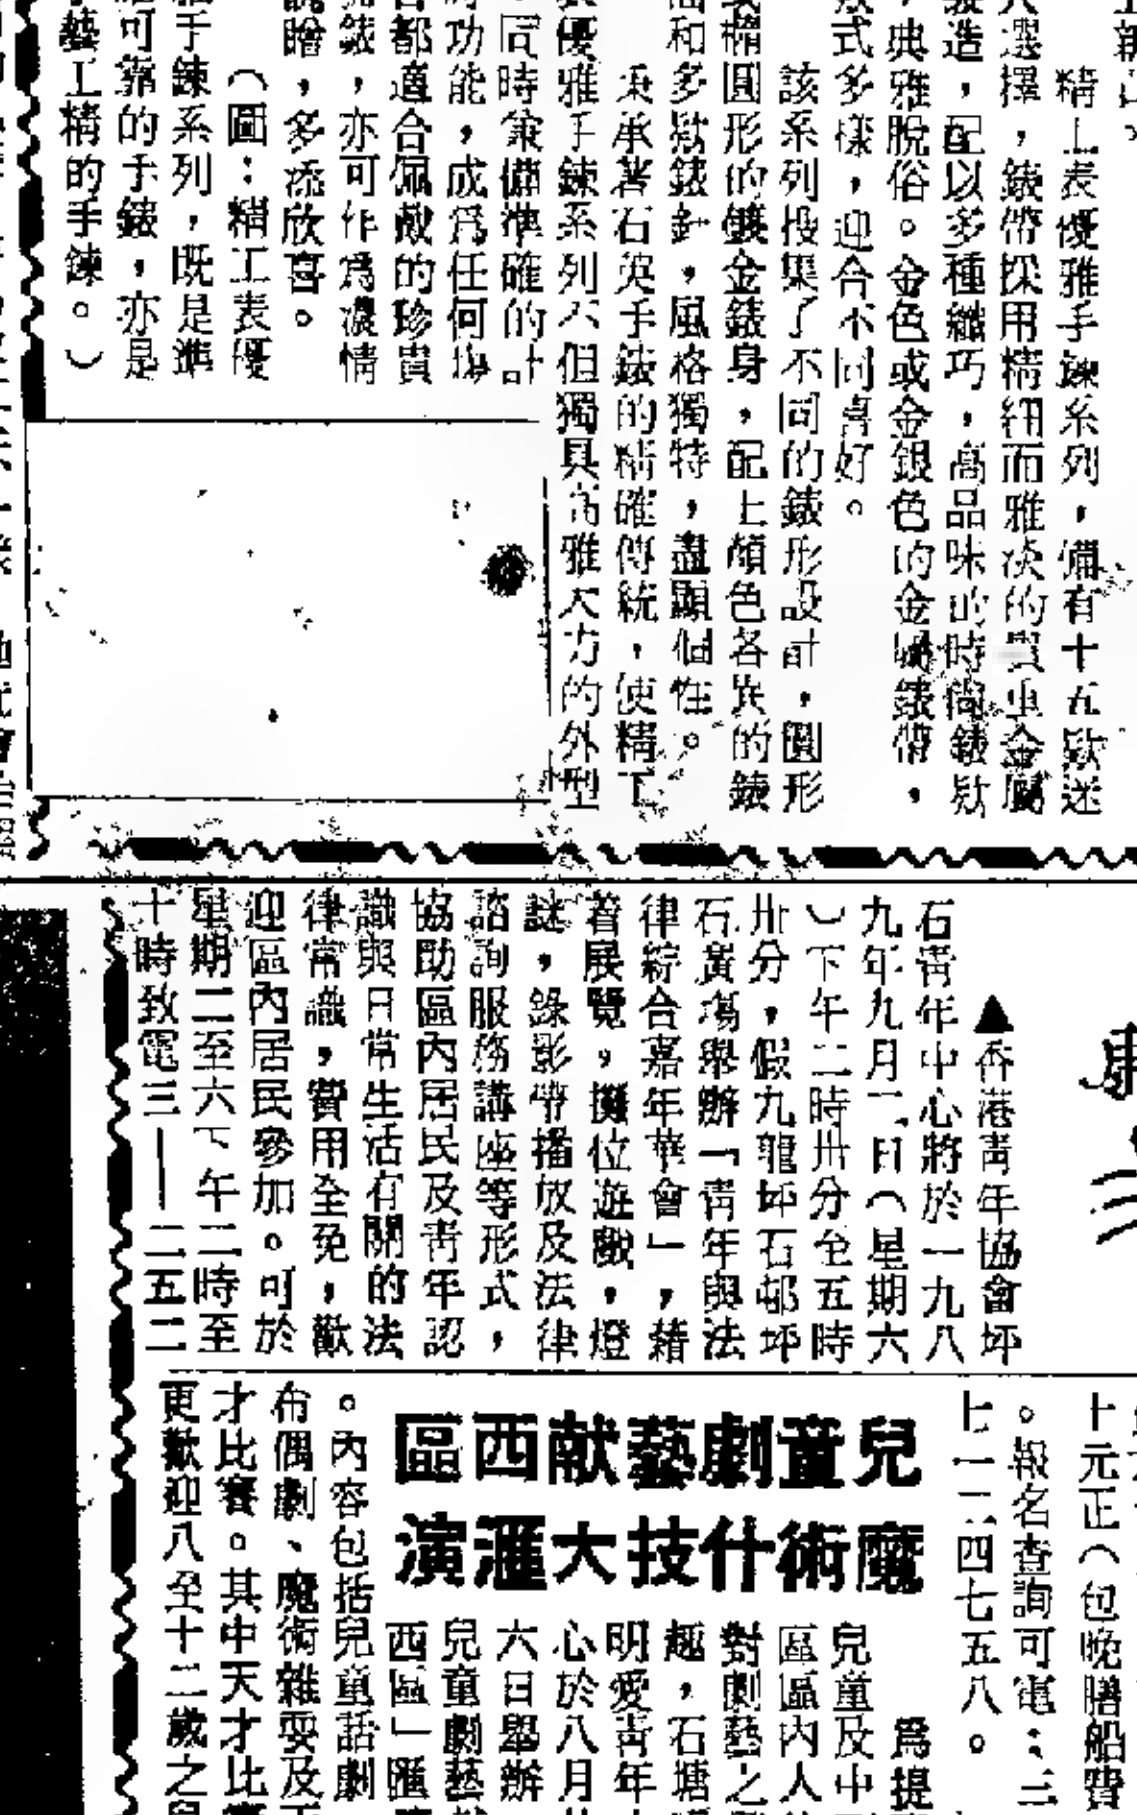 精工表優雅手鍊系列,備有十五款迷
人選擇,錶帶採用精細而雅淡的貴重金屬
製造,配以多種纖巧,高品味的時尚錶款
,典雅脫俗。金色或金銀色的金屬錶帶,
款式多樣,迎合不同喜好。
該系列搜集了不同的錶形設計,圓形
橢圓形的鍍金錶身,配上顏色各異的錶
面和多款錶針,風格獨特,盡顯個性。
秉承著石英手錶的精確傳統,使精工
表優雅手鍊系列不但獨具高雅大方的外型
,同時兼備準確的計
時功能,成爲任何場
合都適合佩戴的珍貴
錶,亦可作爲濃情
贈,多添歡喜。
(圖:精工表優
雅手鍊系列,既是準
可靠的手錶,亦是
藝工精的手鍊。)
▲香港青年協會坪
石青年中心將於一九八
九年九月二日(星期六
)下午二時卅分至五時
卅分,假九龍坪石邨坪
石廣場舉辦「青年與法
律綜合嘉年華會」,藉
着展覽,攤位遊戲,燈
謎,錄影帶播放及法律
諮詢服務講座等形式,
協助區內居民及青年認
識與日常生活有關的法
律常識,費用全免,歡
迎區內居民參加。可於
星期二至六下午二時至
十時致電三——二五二
十元正(包晚膳船費
。報名查詢可電:三
七一一二四七五八。
兒童劇藝献西區
魔術什技大滙演
爲提
兒童及中
區區內人
對劇藝之
趣,石塘
明愛青年
心於八月
六日舉辦
兒童劇藝
西區」匯
。內容包括兒童話劇
布偶劇、魔術雜耍及
才比賽。其中天才比
更歡迎八至十二歲之